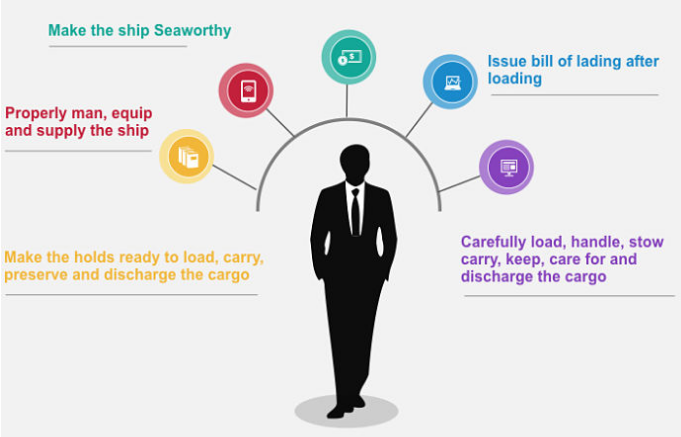 Make the ship Seaworthy
Issue bill of lading after
loading
Properly man, equip
and supply the ship
Make the holds ready to load, carry,
preserve and discharge the cargo
Carefully load, handle, stow
carry, keep, care for and
discharge the cargo